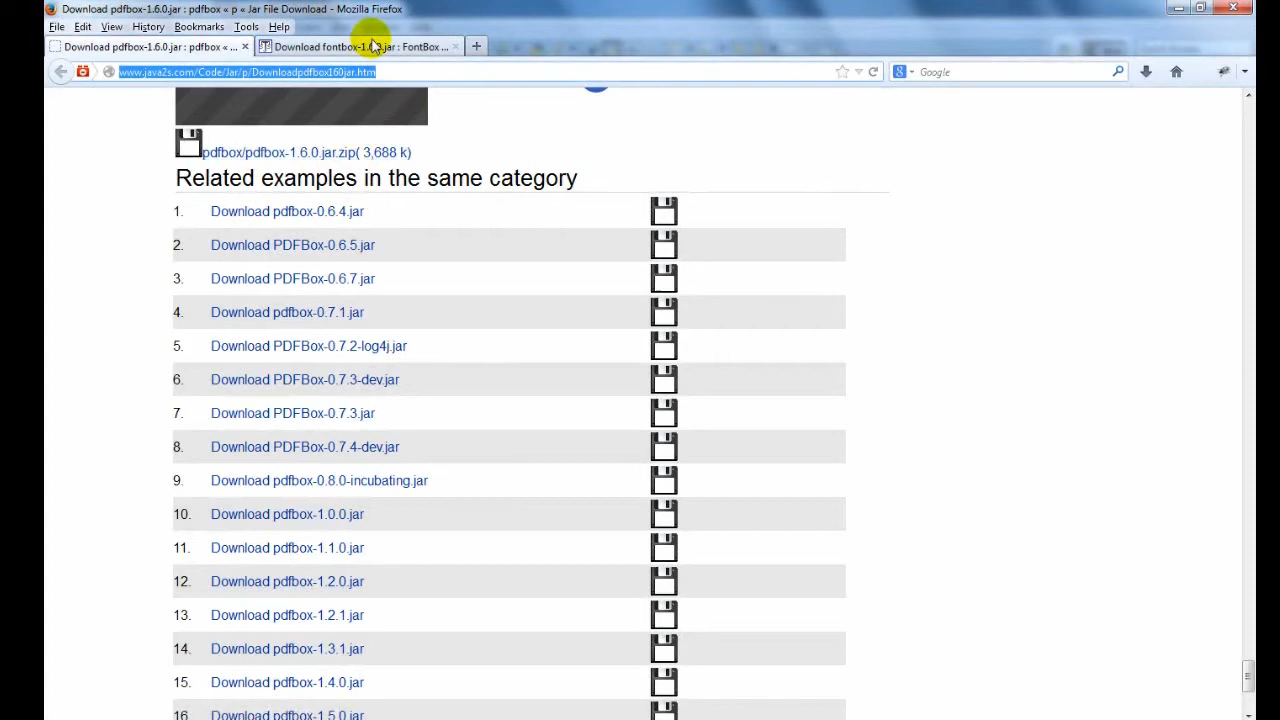 Download pdfbox-1.6.0.jar : pdfbox « p « Jar File Download - Mozilla Firefox
File Edit View History Bookmarks Tools Help
Download pdfbox-1.6.0.jar : pdfbox « ... Download fontbox-1. .jar : FontBox ...
www.java2s.com/Code/Jar/p/Downloadpdfbox160jar.htm Google
pdfbox/pdfbox-1.6.0.jar.zip( 3,688 k)
Related examples in the same category
1. Download pdfbox-0.6.4.jar
2. Download PDFBox-0.6.5.jar
3. Download PDFBox-0.6.7.jar
4. Download pdfbox-0.7.1.jar
5. Download PDFBox-0.7.2-log4j.jar
6. Download PDFBox-0.7.3-dev.jar
7. Download PDFBox-0.7.3.jar
8. Download PDFBox-0.7.4-dev.jar
9. Download pdfbox-0.8.0-incubating.jar
10. Download pdfbox-1.0.0.jar
11. Download pdfbox-1.1.0.jar
12. Download pdfbox-1.2.0.jar
13. Download pdfbox-1.2.1.jar
14. Download pdfbox-1.3.1.jar
15. Download pdfbox-1.4.0.jar
16. Download pdfbox-1.5.0.jar